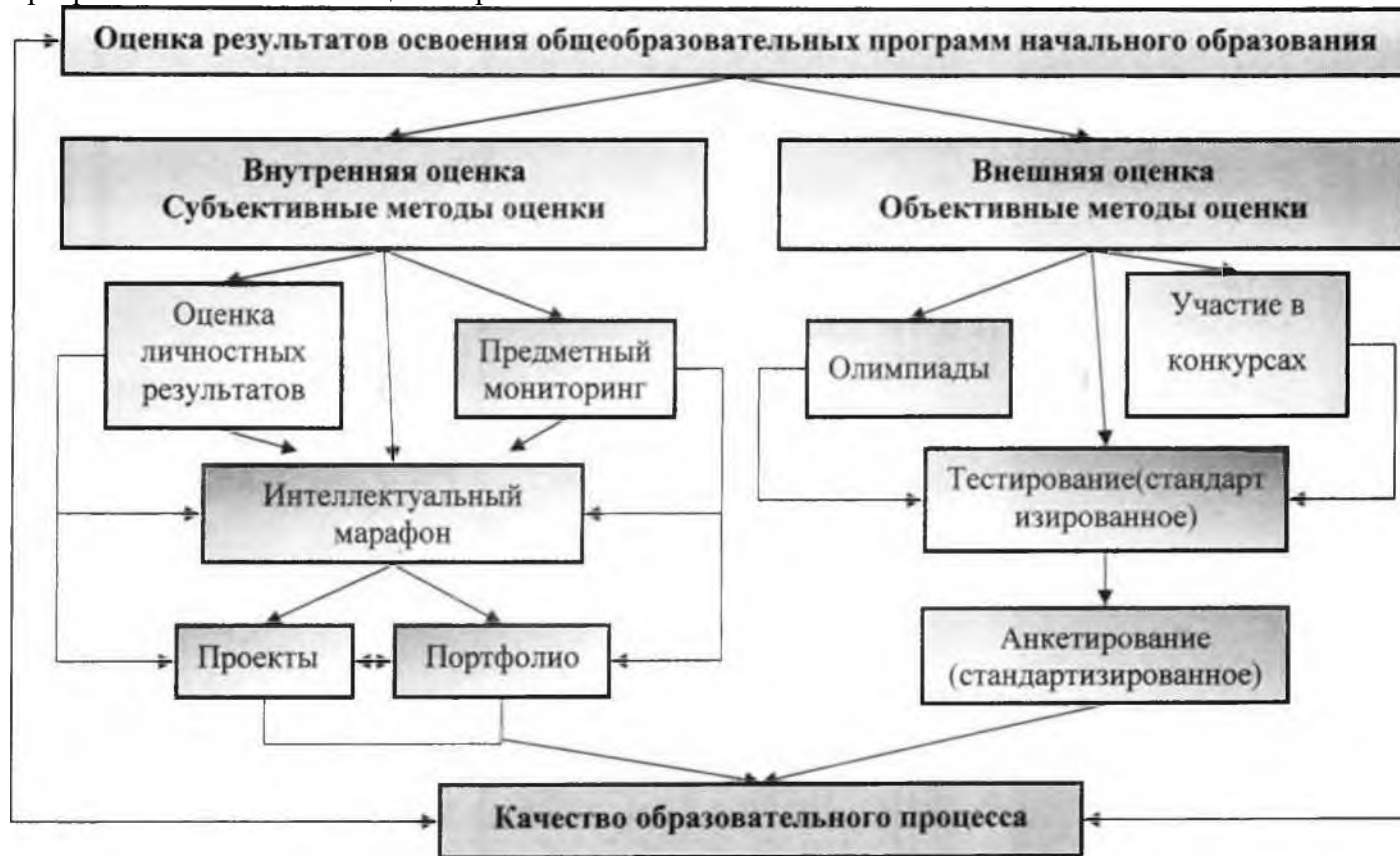 Оценка результатов освоения общеобразовательных программ начального образования
Внутренняя оценка
Субъективные методы оценки
Внешняя оценка
Объективные методы оценки
Оценка
личностных
результатов
Предметный
мониторинг
Олимпиады
Участие в
конкурсах
Интеллектуальный
марафон
Тестирование(стандарт
изированное)
Проекты
Портфолио
Анкетирование
(стандартизированное)
Качество образовательного процесса